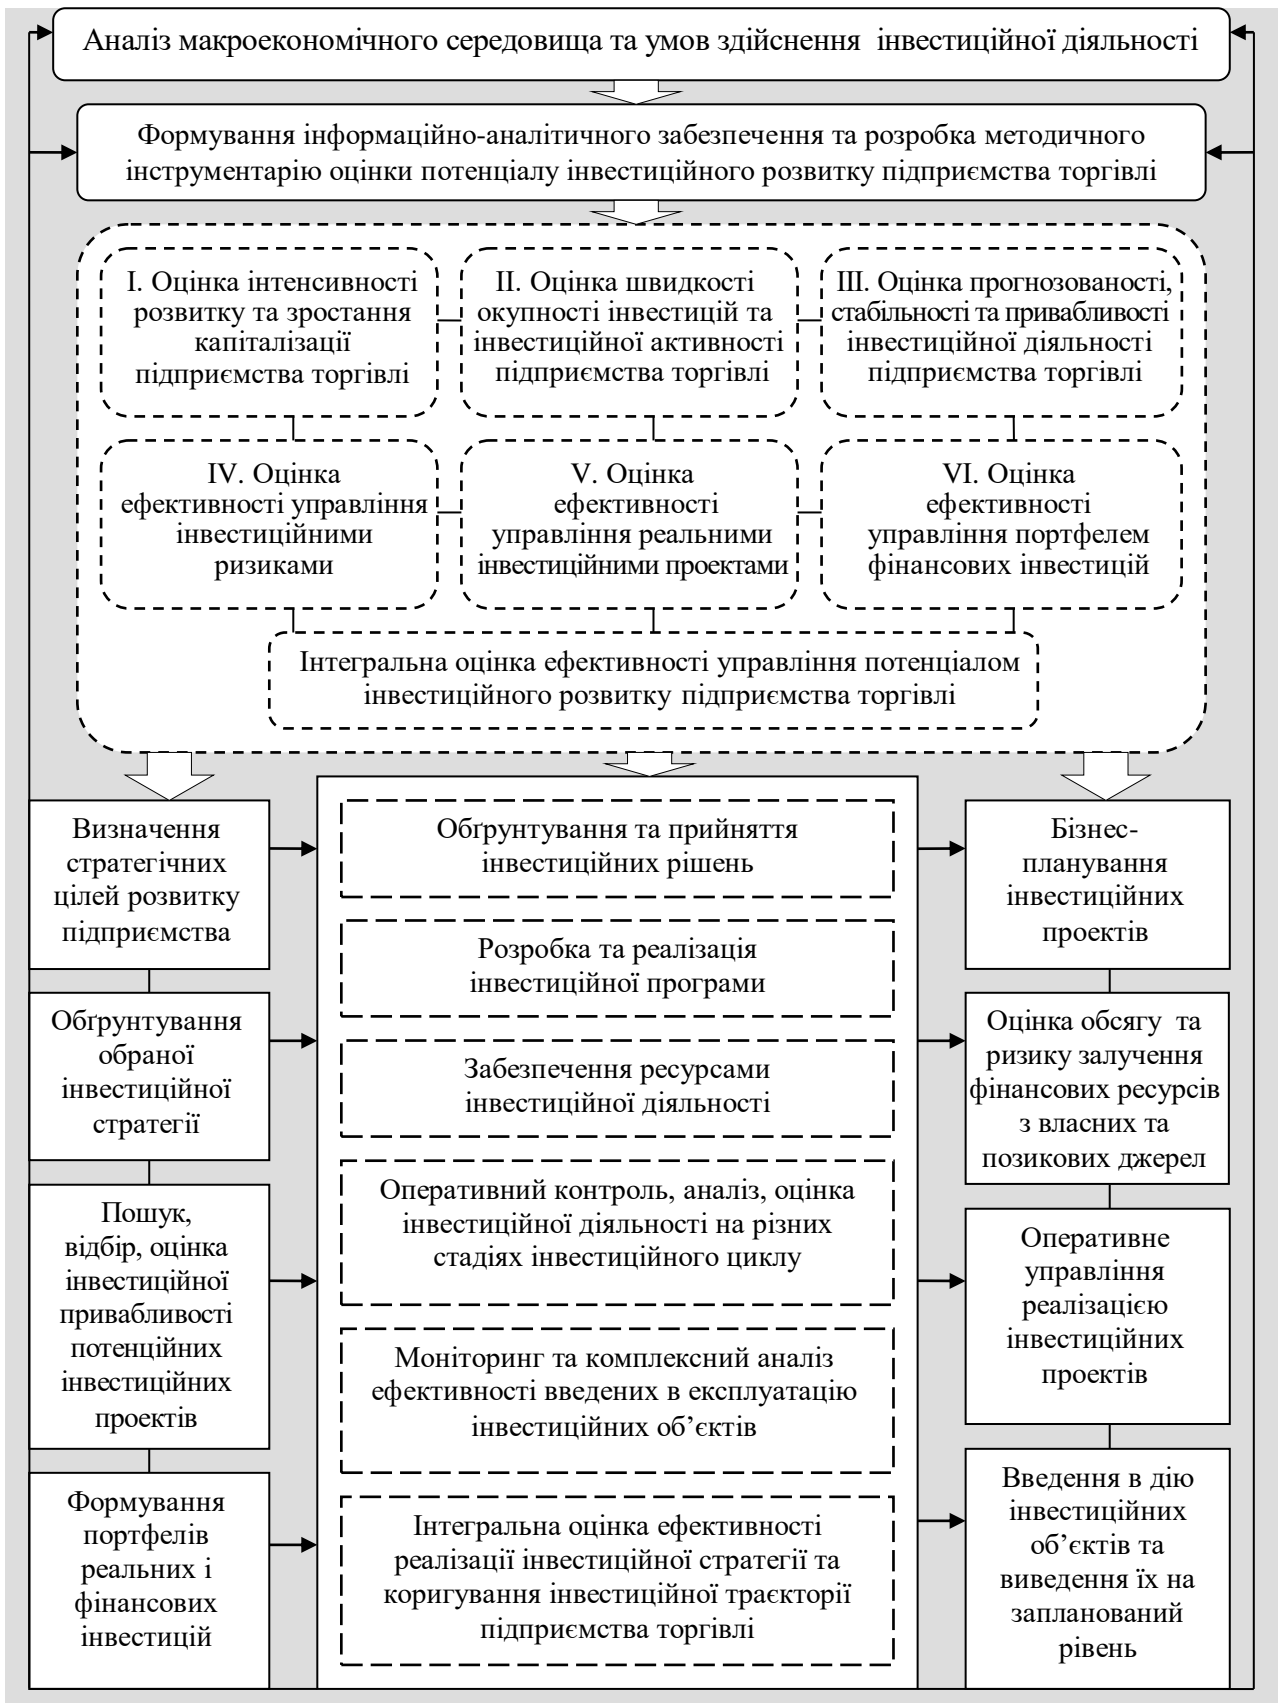 Аналіз макроекономічного середовища та умов здійснення інвестиційної діяльності
Формування інформаційно-аналітичного забезпечення та розробка методичного
інструментарію оцінки потенціалу інвестиційного розвитку підприємства торгівлі
І. Оцінка інтенсивності
розвитку та зростання
капіталізації
підприємства торгівлі
ІІ. Оцінка швидкості
окупності інвестицій та
інвестиційної активності
підприємства торгівлі
ІІІ. Оцінка прогнозованості,
стабільності та привабливості
інвестиційної діяльності
підприємства торгівлі
IV. Оцінка
ефективності управління
інвестиційними
ризиками
V. Оцінка
ефективності
управління реальними
інвестиційними проектами
VI. Оцінка
ефективності
управління портфелем
фінансових інвестицій
Інтегральна оцінка ефективності управління потенціалом
інвестиційного розвитку підприємства торгівлі
Визначення
стратегічних
цілей розвитку
підприємства
Обґрунтування
обраної
інвестиційної
стратегії
Пошук,
відбір, оцінка
інвестиційної
привабливості
потенційних
інвестиційних
проектів
Формування
портфелів
реальних і
фінансових
інвестицій
Обґрунтування та прийняття
інвестиційних рішень
Розробка та реалізація
інвестиційної програми
Забезпечення ресурсами
інвестиційної діяльності
Оперативний контроль, аналіз, оцінка
інвестиційної діяльності на різних
стадіях інвестиційного циклу
Моніторинг та комплексний аналіз
ефективності введених в експлуатацію
інвестиційних об’єктів
Інтегральна оцінка ефективності
реалізації інвестиційної стратегії та
коригування інвестиційної траєкторії
підприємства торгівлі
Бізнес-
планування
інвестиційних
проектів
Оцінка обсягу та
ризику залучення
фінансових ресурсів
з власних та
позикових джерел
Оперативне
управління
реалізацією
інвестиційних
проектів
Введення в дію
інвестиційних
об’єктів та
виведення їх на
запланований
рівень